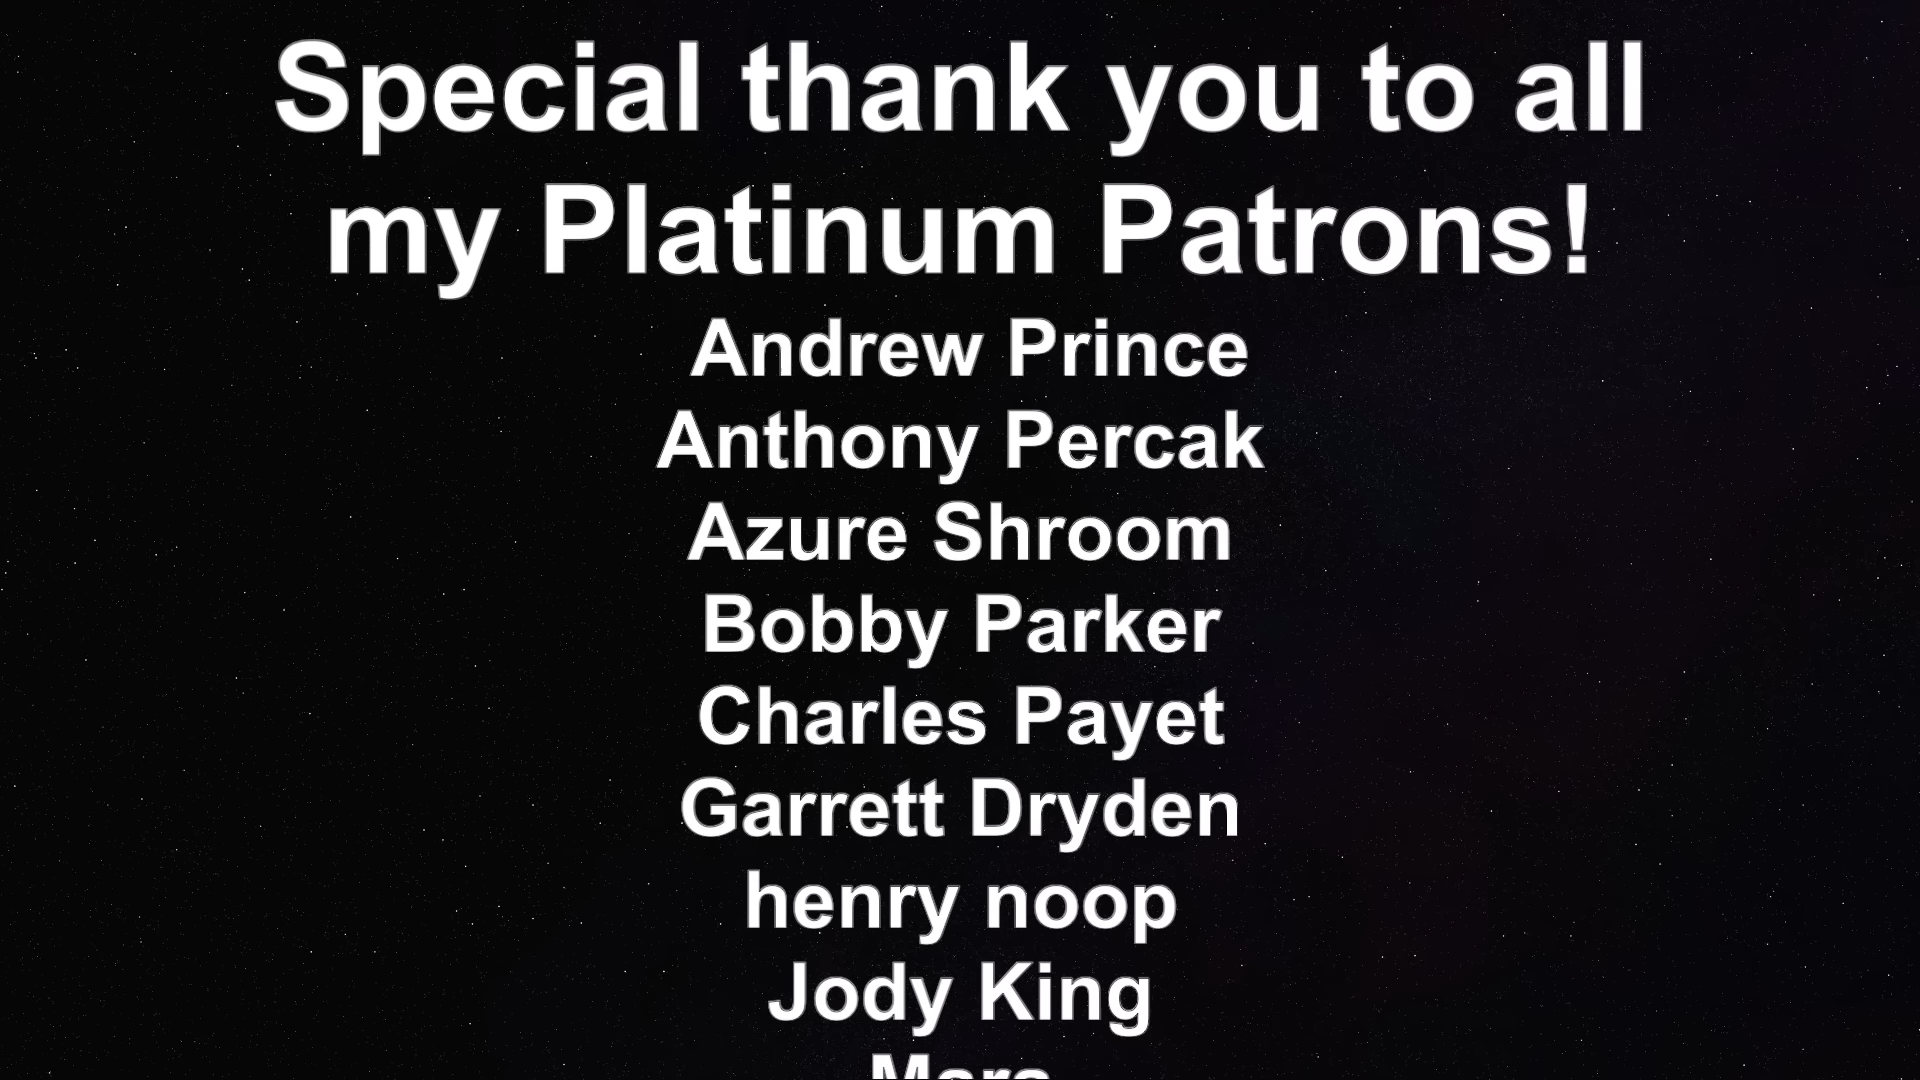 Special thank you to all
my Platinum Patrons!
Andrew Prince
Anthony Percak
Azure Shroom
Bobby Parker
Charles Payet
Garrett Dryden
henry noop
Jody King